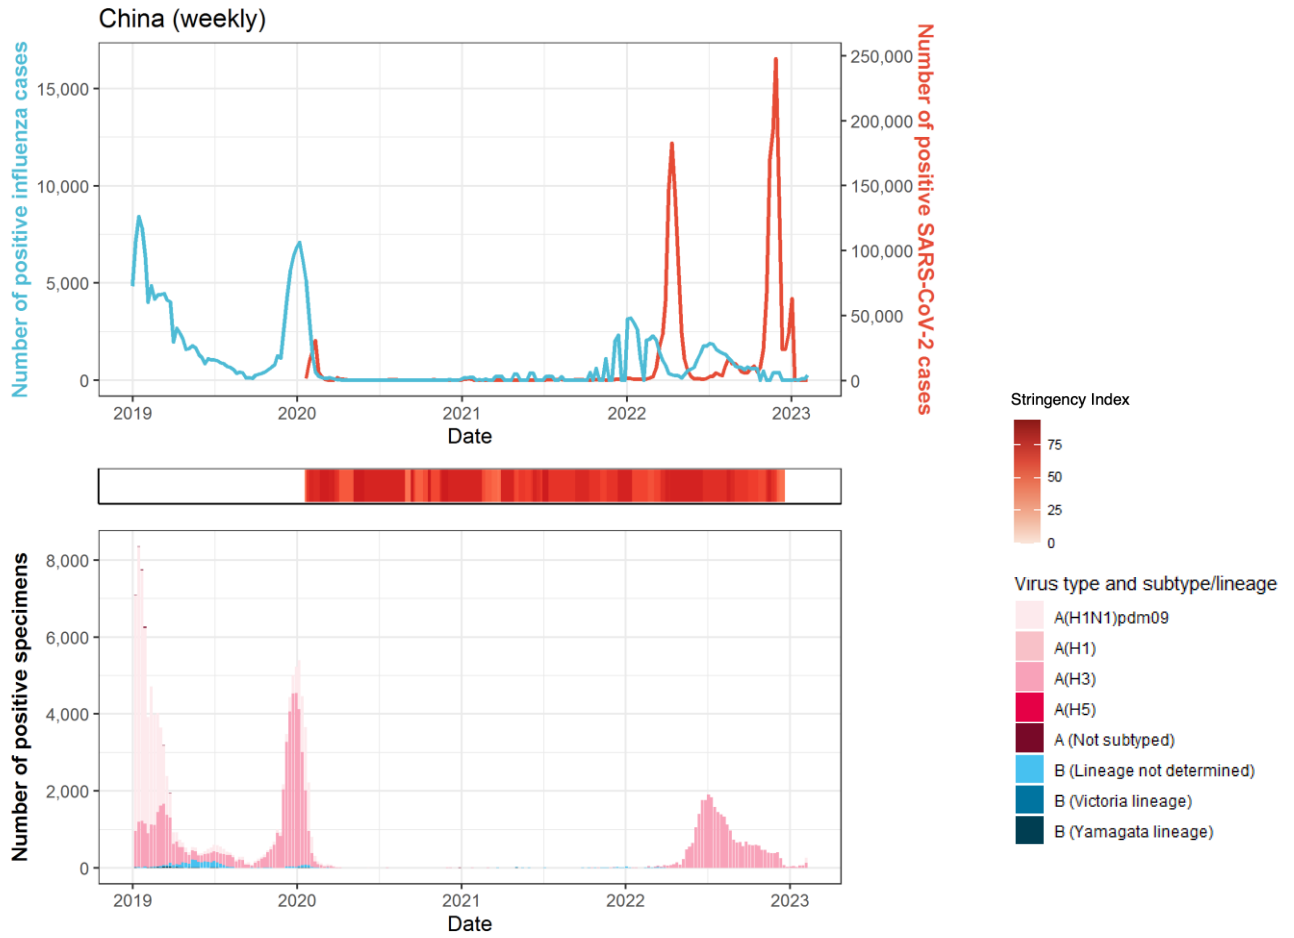 China (weekly)
Number of positive influenza cases
15,000
10,000
5,000
0
250,000
200,000
150,000
100,000
50,000
0
Number of positive SARS-CoV-2 cases
2019 2020 2021 2022 2023
Date
Number of positive specimens
8,000
6,000
4,000
2,000
0
2019 2020 2021 2022 2023
Date
Stringency Index
75
50
25
0
Virus type and subtype/lineage
A(H1N1)pdm09
A(H1)
A(H3)
A(H5)
A (Not subtyped)
B (Lineage not determined)
B (Victoria lineage)
B (Yamagata lineage)